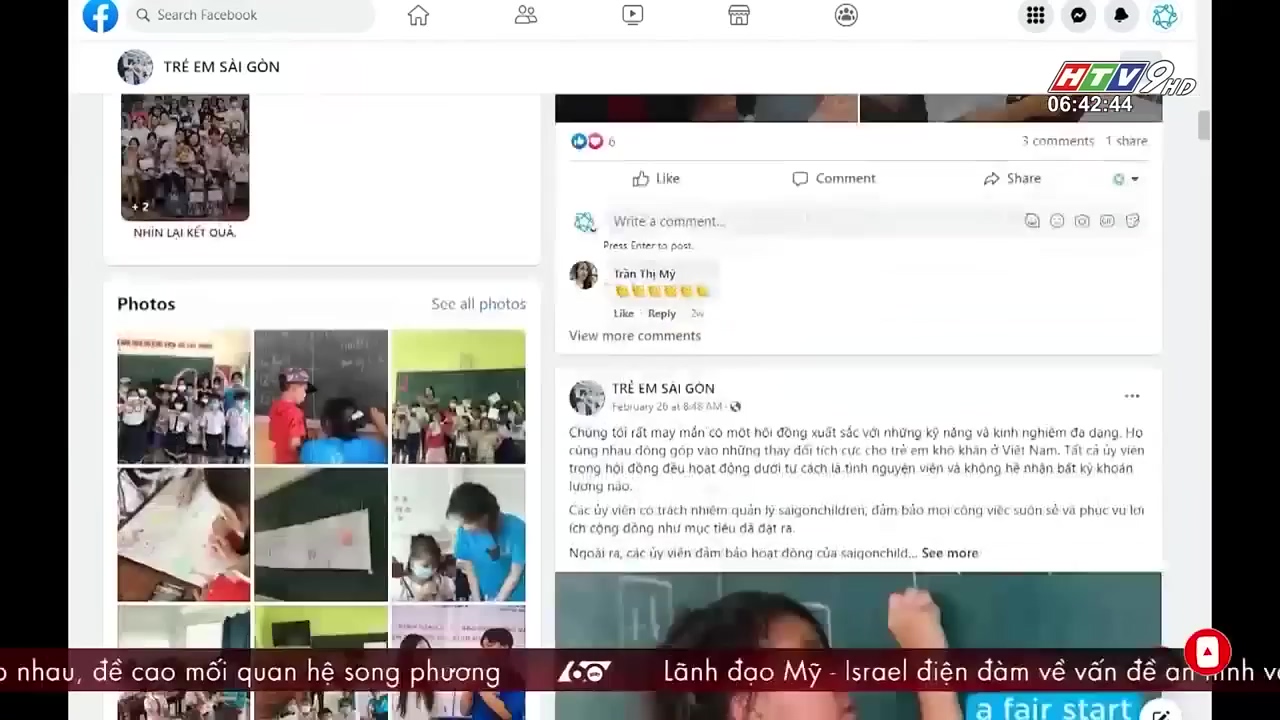 Search Facebook
TRẺ EM SÀI GÒN
HTV9 HD
06:42:44
+ 2
NHÌN LẠI KẾT QUẢ.
Photos
See all photos
6
3 comments 1 share
Like
Comment
Share
Write a comment...
Press Enter to post.
Trần Thị Mỹ
Like Reply 2w
View more comments
TRẺ EM SÀI GÒN
February 26 at 8:48 AM
Chúng tôi rất may mắn có một hội đồng xuất sắc với những kỹ năng và kinh nghiệm đa dạng. Họ
cùng nhau đóng góp vào những thay đổi tích cực cho trẻ em khó khăn ở Việt Nam. Tất cả ủy viên
trong hội đồng đều hoạt động dưới tư cách là tình nguyện viên và không hề nhận bất kỳ khoản
lương nào.
Các ủy viên có trách nhiệm quản lý saigonchildren, đảm bảo mọi công việc suôn sẻ và phục vụ lợi
ích cộng đồng như mục tiêu đã đặt ra.
Ngoài ra, các ủy viên đảm bảo hoạt động của saigonchild... See more
nhau, đề cao mối quan hệ song phương
60
Lãnh đạo Mỹ - Israel điện đàm về vấn đề an ninh
a fair start